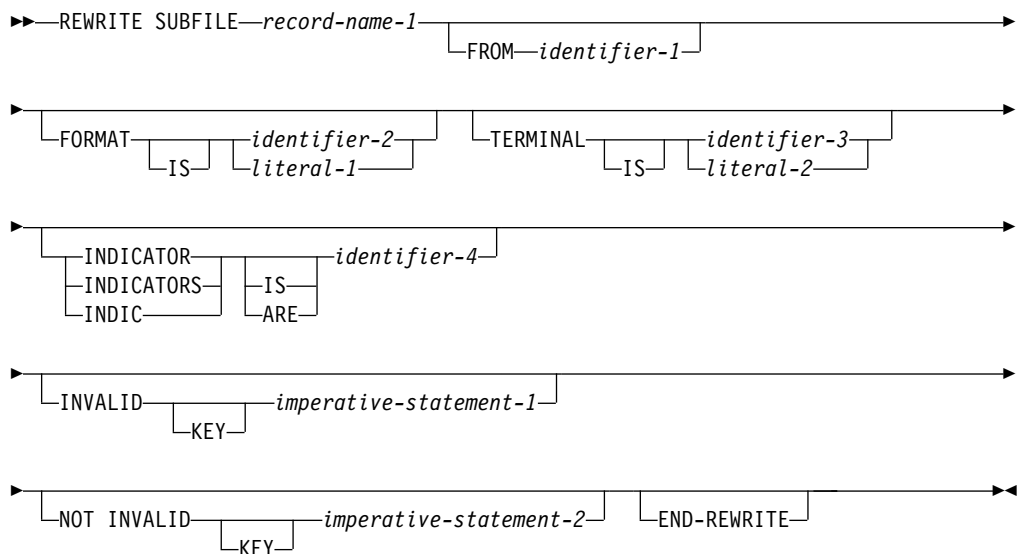 REWRITE SUBFILE record-name-1
FROM identifier-1
FORMAT identifier-2 TERMINAL identifier-3
IS literal-1 IS literal-2
INDICATOR identifier-4
INDICATORS IS
INDIC ARE
INVALID imperative-statement-1
KEY
NOT INVALID imperative-statement-2 END-REWRITE
KEY